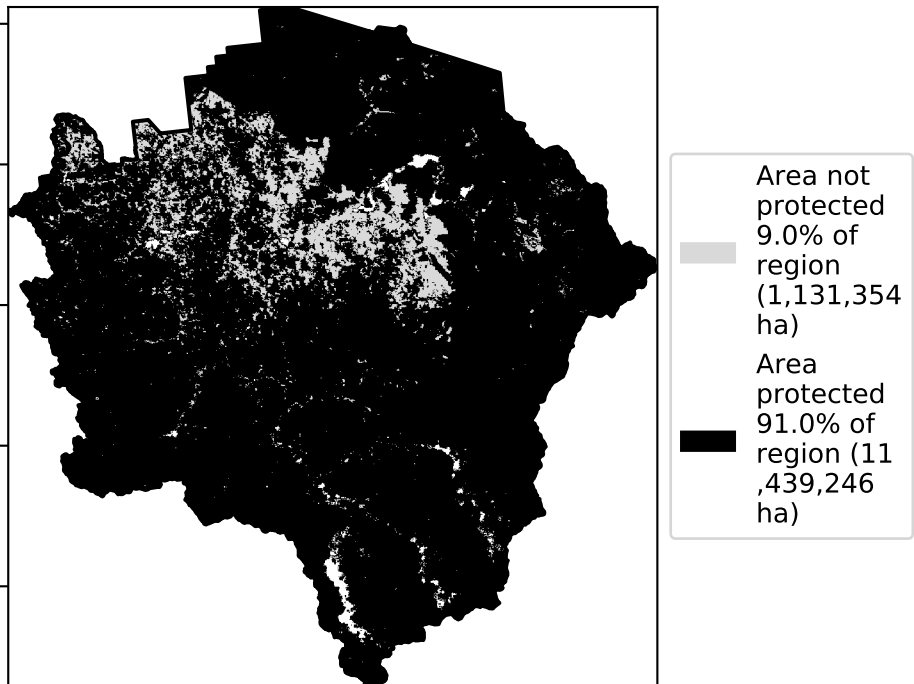 Area not
protected
9.0% of
region
(1,131,354
ha)
Area
protected
91.0% of
region (11
,439,246
ha)